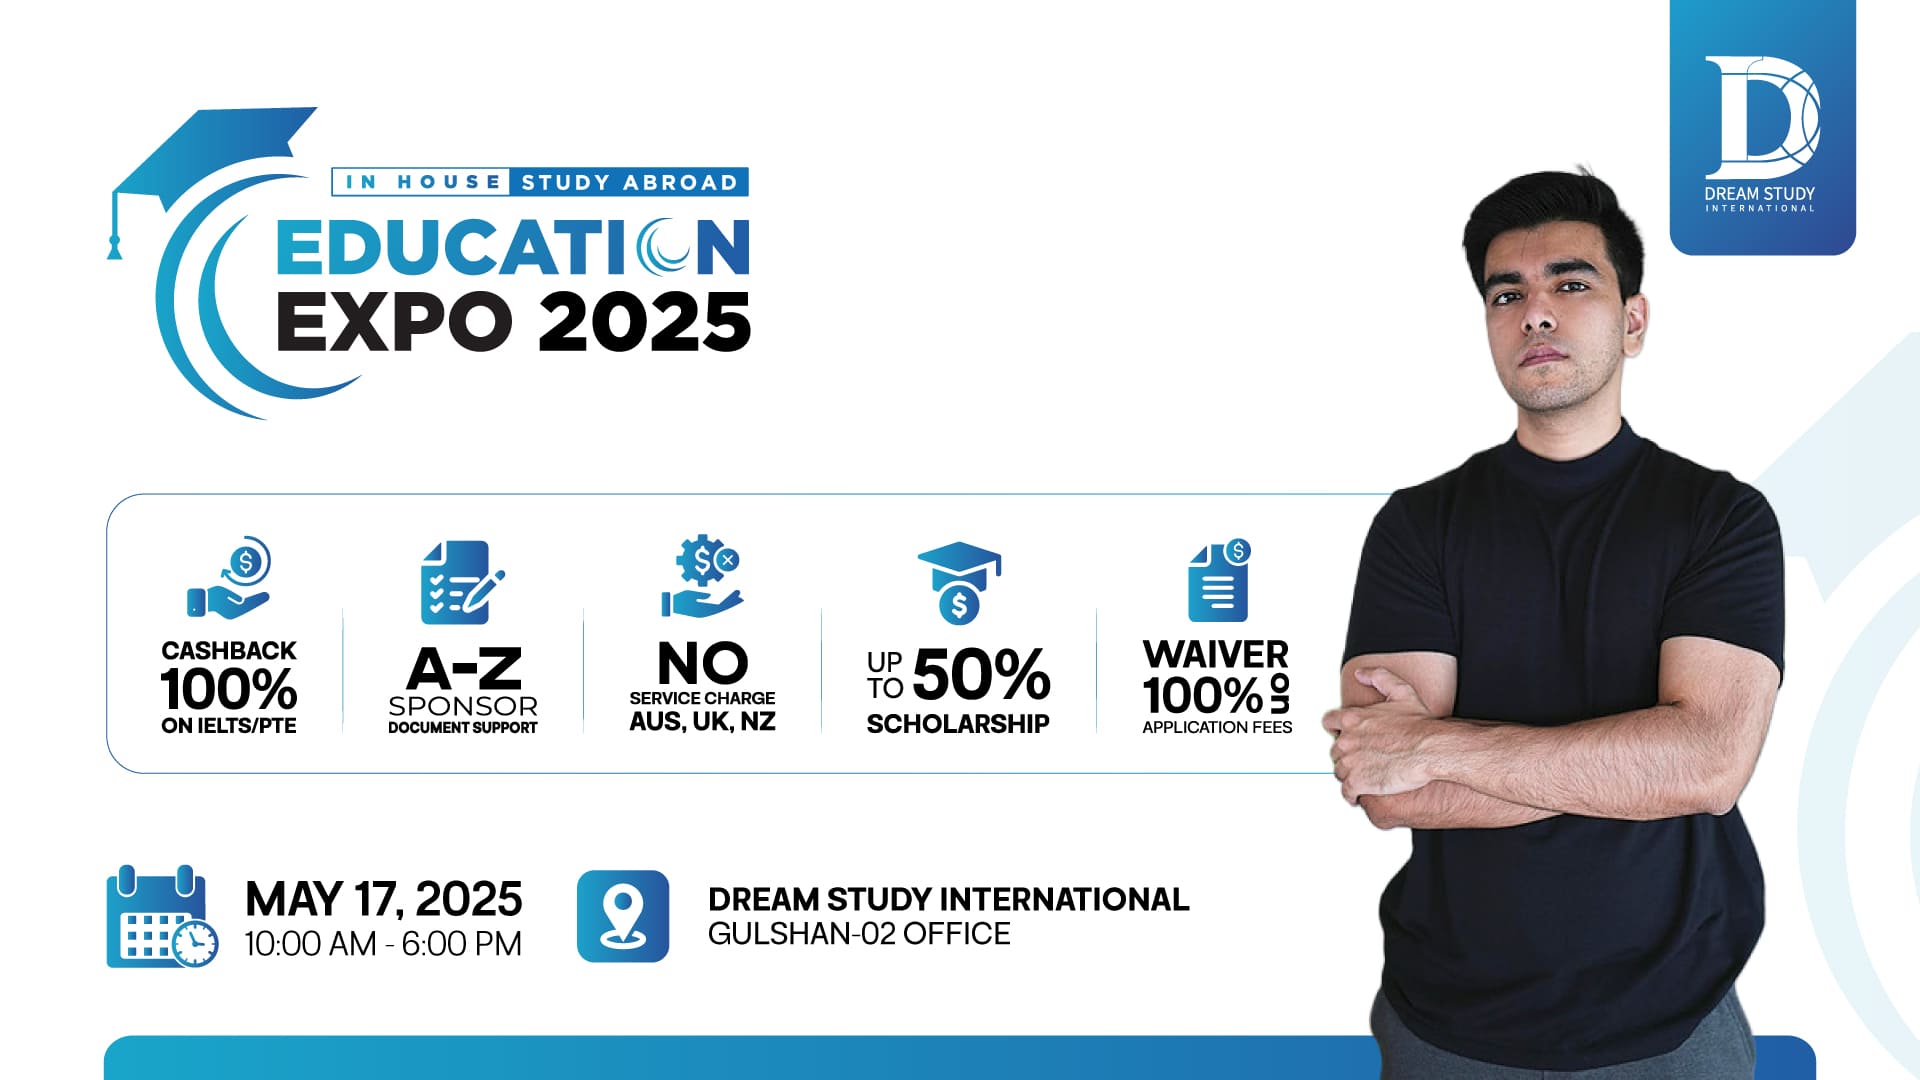 DREAM STUDY
INTERNATIONAL
IN HOUSE STUDY ABROAD
EDUCATION
EXPO 2025
CASHBACK
100%
ON IELTS/PTE
A-Z
SPONSOR
DOCUMENT SUPPORT
NO
SERVICE CHARGE
AUS, UK, NZ
UP TO 50%
SCHOLARSHIP
WAIVER
100% ON
APPLICATION FEES
MAY 17, 2025
10:00 AM - 6:00 PM
DREAM STUDY INTERNATIONAL
GULSHAN-02 OFFICE